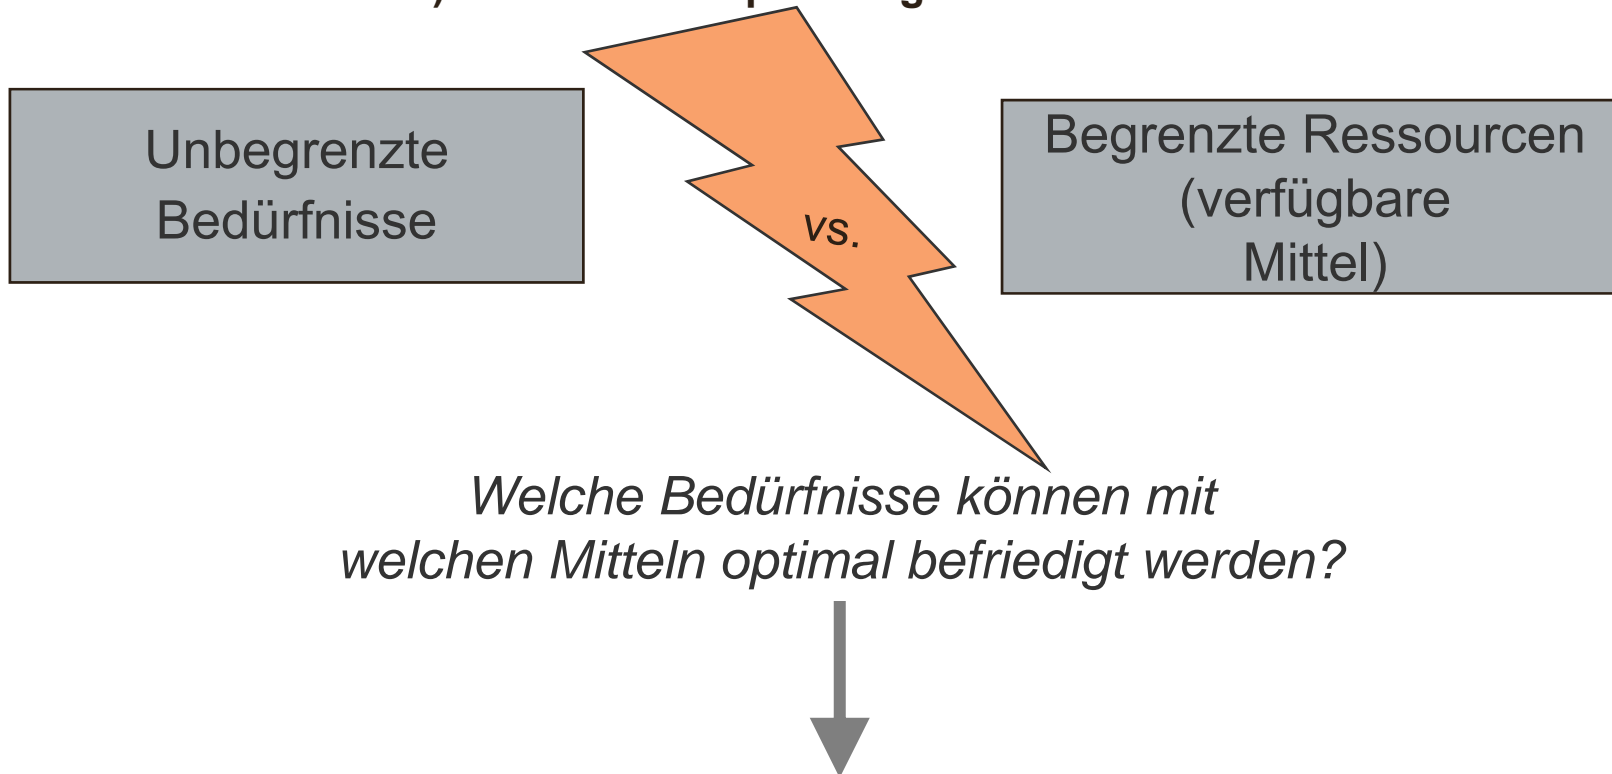 Unbegrenzte
Bedürfnisse
vs.
Begrenzte Ressourcen
(verfügbare
Mittel)
Welche Bedürfnisse können mit
welchen Mitteln optimal befriedigt werden?